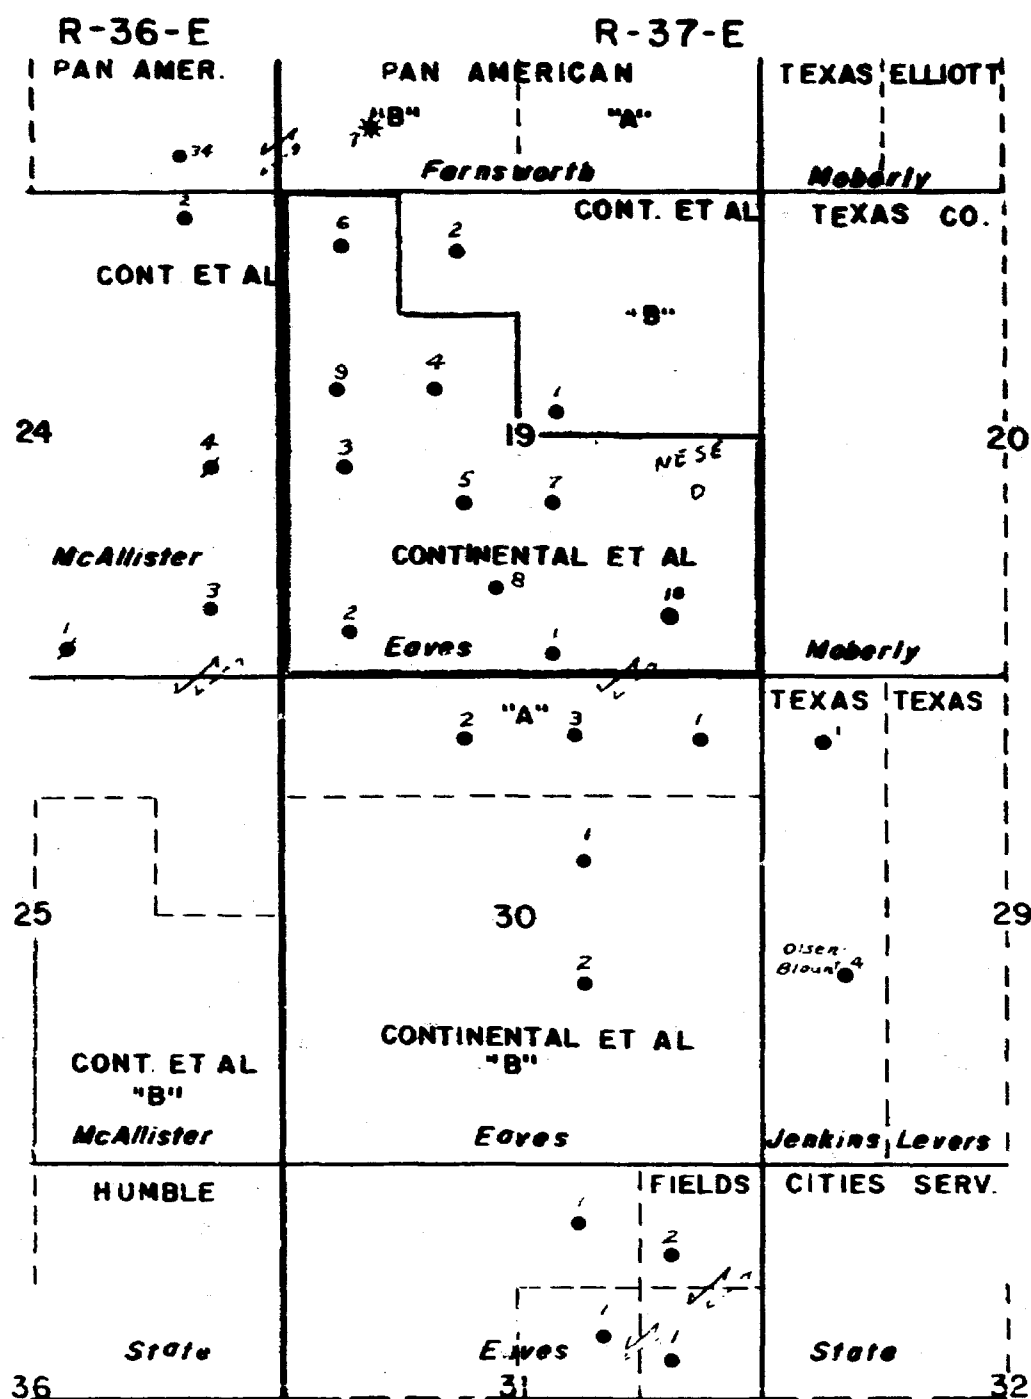 R-36-E R-37-E
PAN AMER. PAN AMERICAN TEXAS ELLIOTT
"B" "A"
7
34
Farnsworth Moberly
2 CONT. ET AL TEXAS CO.
6 2
CONT ET AL
"B"
9 4 1
24 19 20
4 3 NESE
5 7 D
McAllister CONTINENTAL ET AL
3 8 18
1 2 Eaves 1 Moberly
"A" TEXAS TEXAS
2 3 1 1
1
25 30 29
Olsen
2 Blount 4
CONTINENTAL ET AL
CONT. ET AL "B"
"B"
McAllister Eaves Jenkins Levers
HUMBLE FIELDS CITIES SERV.
1
2
1 1
State Eaves State
36 31 32